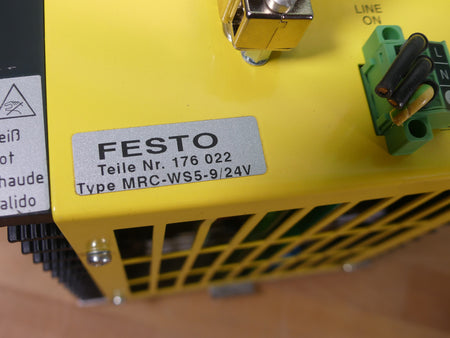 LINE
ON
L
N
eiß
ot
haude
alido
FESTO
Teile Nr. 176 022
Type MRC-WS5-9/24V